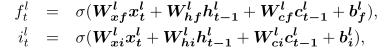 f_t^l = σ(W_{xf}^l x_t^l + W_{hf}^l h_{t-1}^l + W_{cf}^l c_{t-1}^l + b_f^l),
i_t^l = σ(W_{xi}^l x_t^l + W_{hi}^l h_{t-1}^l + W_{ci}^l c_{t-1}^l + b_i^l),